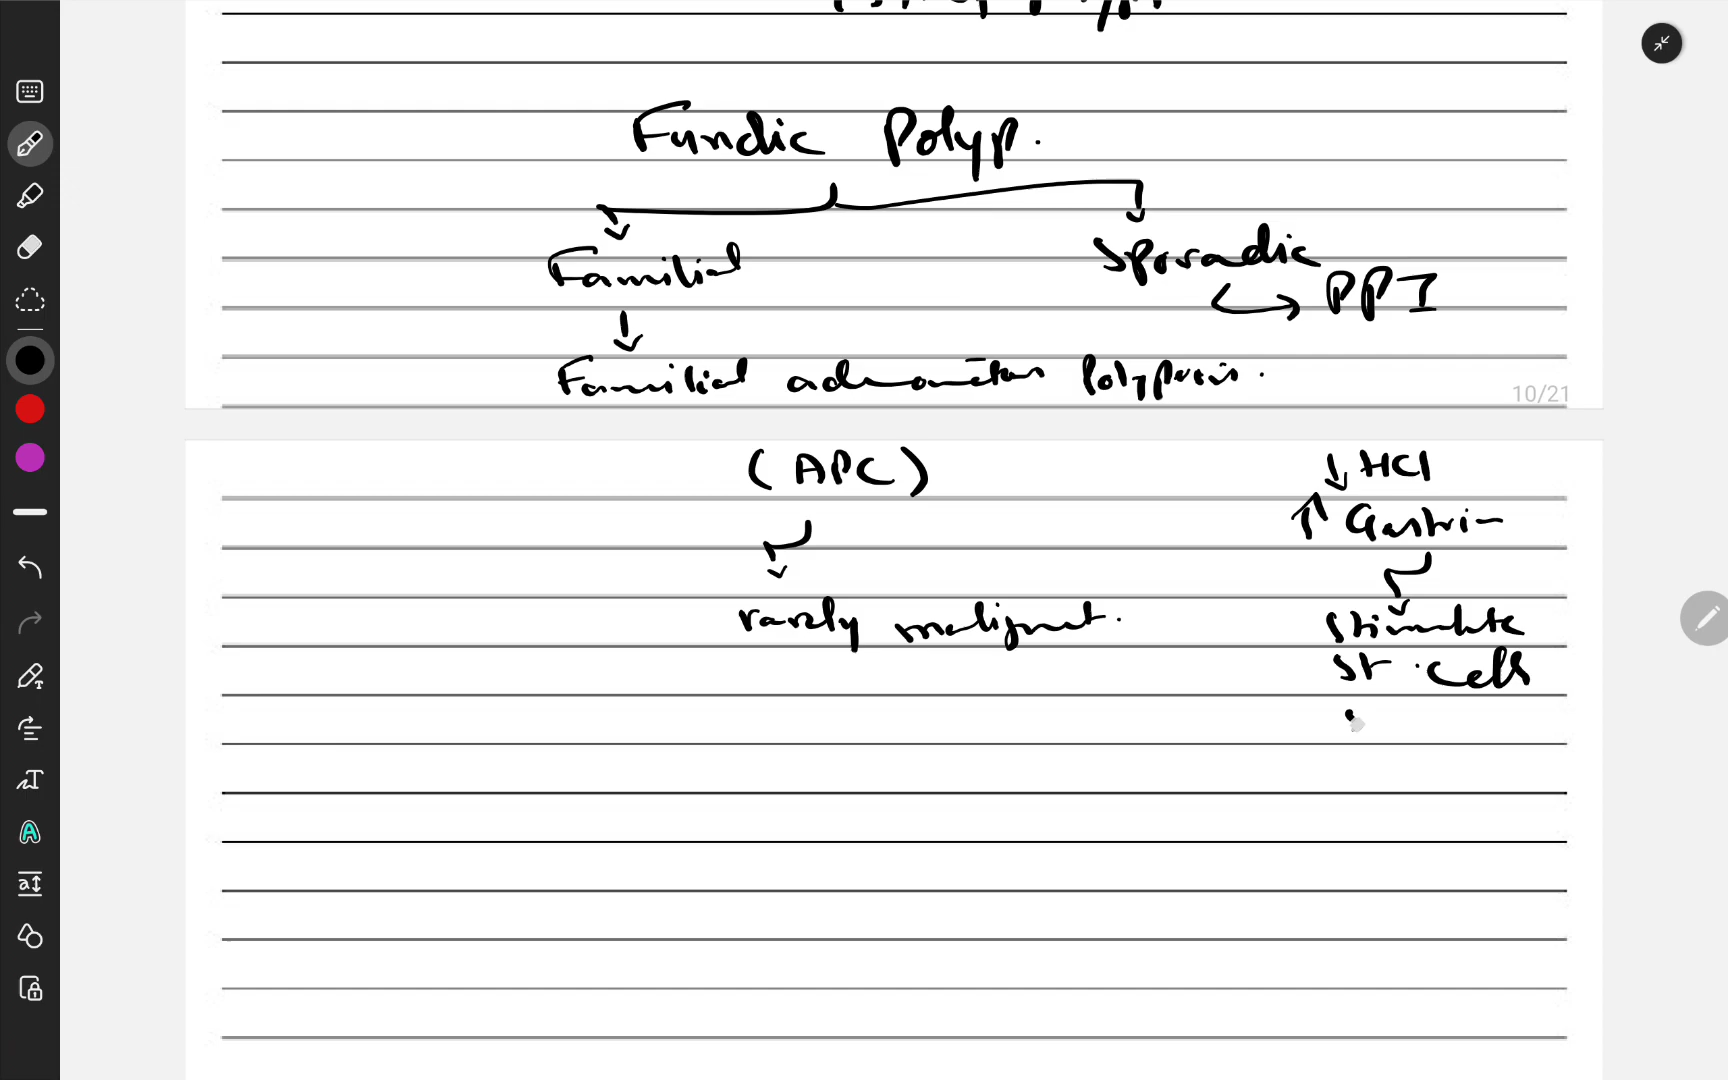 Fundic Polyp.
Familial
Sporadic
PPI
Familial adenomatous Polyposis.
10/21
(APC)
↓ HCl
↑ Gastrin
rarely malignant.
stimulate
st. cells